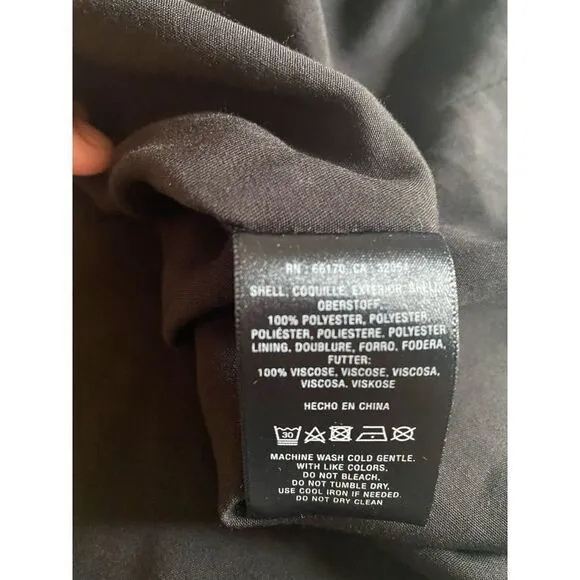 RN : 66170 CA : 32054
SHELL, COQUILLE, EXTERIOR, SHELL,
OBERSTOFF:
100% POLYESTER, POLYESTER,
POLIÉSTER, POLIESTERE, POLYESTER
LINING, DOUBLURE, FORRO, FODERA,
FUTTER:
100% VISCOSE, VISCOSE, VISCOSA,
VISCOSA, VISKOSE
HECHO EN CHINA
30
MACHINE WASH COLD GENTLE.
WITH LIKE COLORS.
DO NOT BLEACH.
DO NOT TUMBLE DRY,
USE COOL IRON IF NEEDED.
DO NOT DRY CLEAN